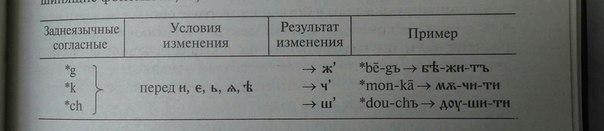 Заднеязычные согласные | Условия изменения | Результат изменения | Пример
*g | перед и, є, ь, ѧ, ѣ | → ж’ | *bē-gъ → бѣ-жи-тъ
*k | → ч’ | *mon-kā → мѫ-чи-ти
*ch | → ш’ | *dou-chъ → доу-ши-ти